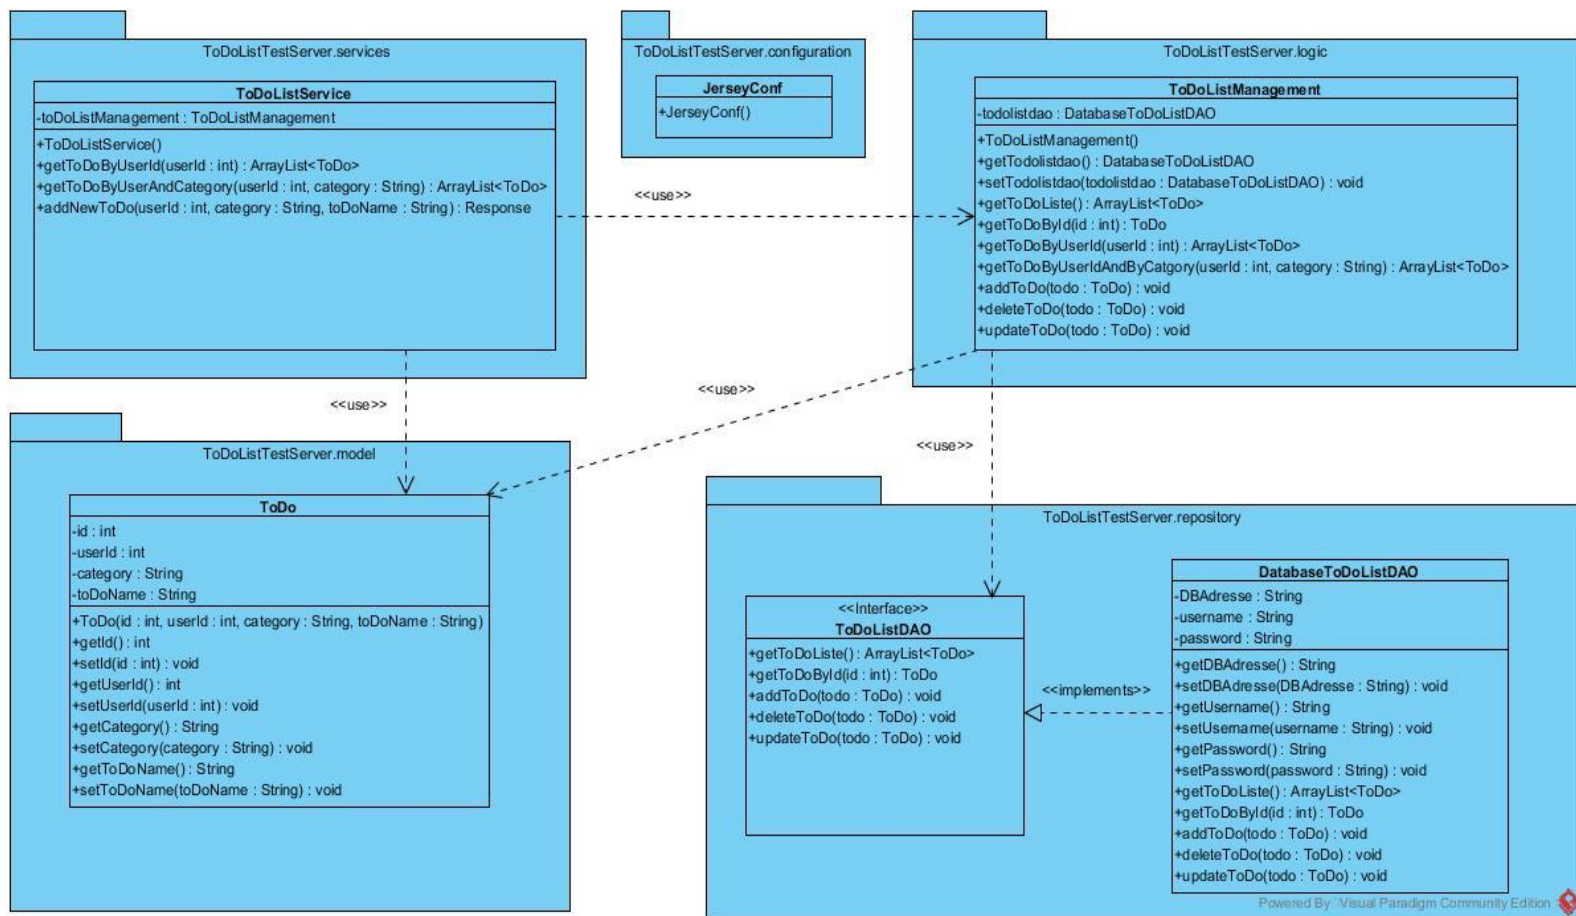 ToDoListTestServer.services
ToDoListService
-toDoListManagement : ToDoListManagement
+ToDoListService()
+getToDoByUserId(userId : int) : ArrayList<ToDo>
+getToDoByUserAndCategory(userId : int, category : String) : ArrayList<ToDo>
+addNewToDo(userId : int, category : String, toDoName : String) : Response
ToDoListTestServer.configuration
JerseyConf
+JerseyConf()
ToDoListTestServer.logic
ToDoListManagement
-todolistdao : DatabaseToDoListDAO
+ToDoListManagement()
+getTodolistdao() : DatabaseToDoListDAO
+setTodolistdao(todolistdao : DatabaseToDoListDAO) : void
+getToDoListe() : ArrayList<ToDo>
+getToDoById(id : int) : ToDo
+getToDoByUserId(userId : int) : ArrayList<ToDo>
+getToDoByUserIdAndByCatgory(userId : int, category : String) : ArrayList<ToDo>
+addToDo(todo : ToDo) : void
+deleteToDo(todo : ToDo) : void
+updateToDo(todo : ToDo) : void
<<use>>
<<use>>
<<use>>
<<use>>
ToDoListTestServer.model
ToDo
-id : int
-userId : int
-category : String
-toDoName : String
+ToDo(id : int, userId : int, category : String, toDoName : String)
+getId() : int
+setId(id : int) : void
+getUserId() : int
+setUserId(userId : int) : void
+getCategory() : String
+setCategory(category : String) : void
+getToDoName() : String
+setToDoName(toDoName : String) : void
ToDoListTestServer.repository
<<Interface>>
ToDoListDAO
+getToDoListe() : ArrayList<ToDo>
+getToDoById(id : int) : ToDo
+addToDo(todo : ToDo) : void
+deleteToDo(todo : ToDo) : void
+updateToDo(todo : ToDo) : void
<<implements>>
DatabaseToDoListDAO
-DBAdresse : String
-username : String
-password : String
+getDBAdresse() : String
+setDBAdresse(DBAdresse : String) : void
+getUsername() : String
+setUsername(username : String) : void
+getPassword() : String
+setPassword(password : String) : void
+getToDoListe() : ArrayList<ToDo>
+getToDoById(id : int) : ToDo
+addToDo(todo : ToDo) : void
+deleteToDo(todo : ToDo) : void
+updateToDo(todo : ToDo) : void
Powered By Visual Paradigm Community Edition